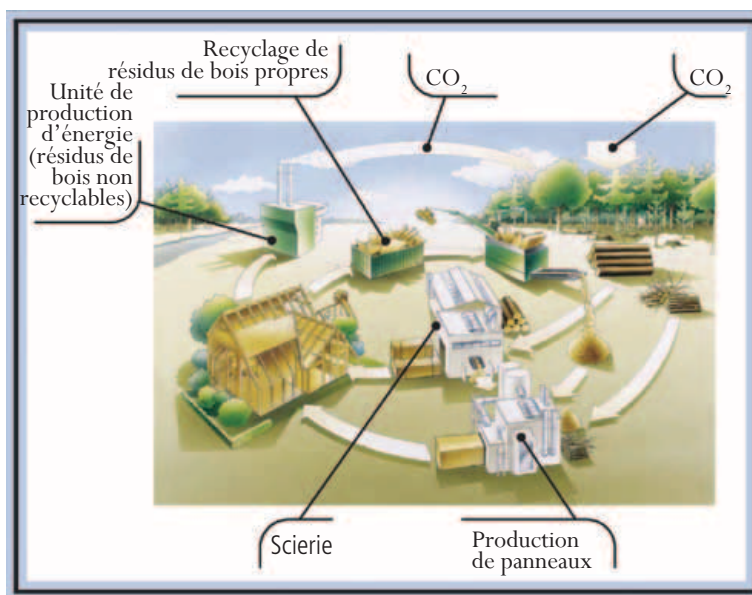 Recyclage de
résidus de bois propres
CO₂
CO₂
Unité de
production
d'énergie
(résidus de
bois non
recyclables)
Scierie
Production
de panneaux